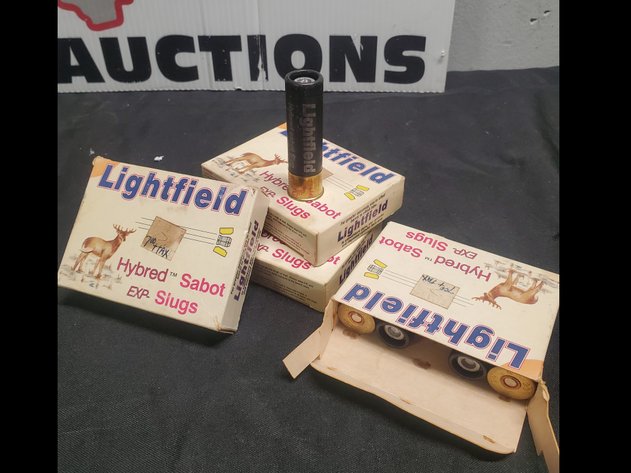 AUCTIONS
Lightfield
Lightfield
Hybred™ Sabot
EXP. Slugs
Lightfield
Slugs
Lightfield
Hybred™ Sabot
EXP. Slugs
Hybred™ Sabot
EXP. Slugs
Lightfield